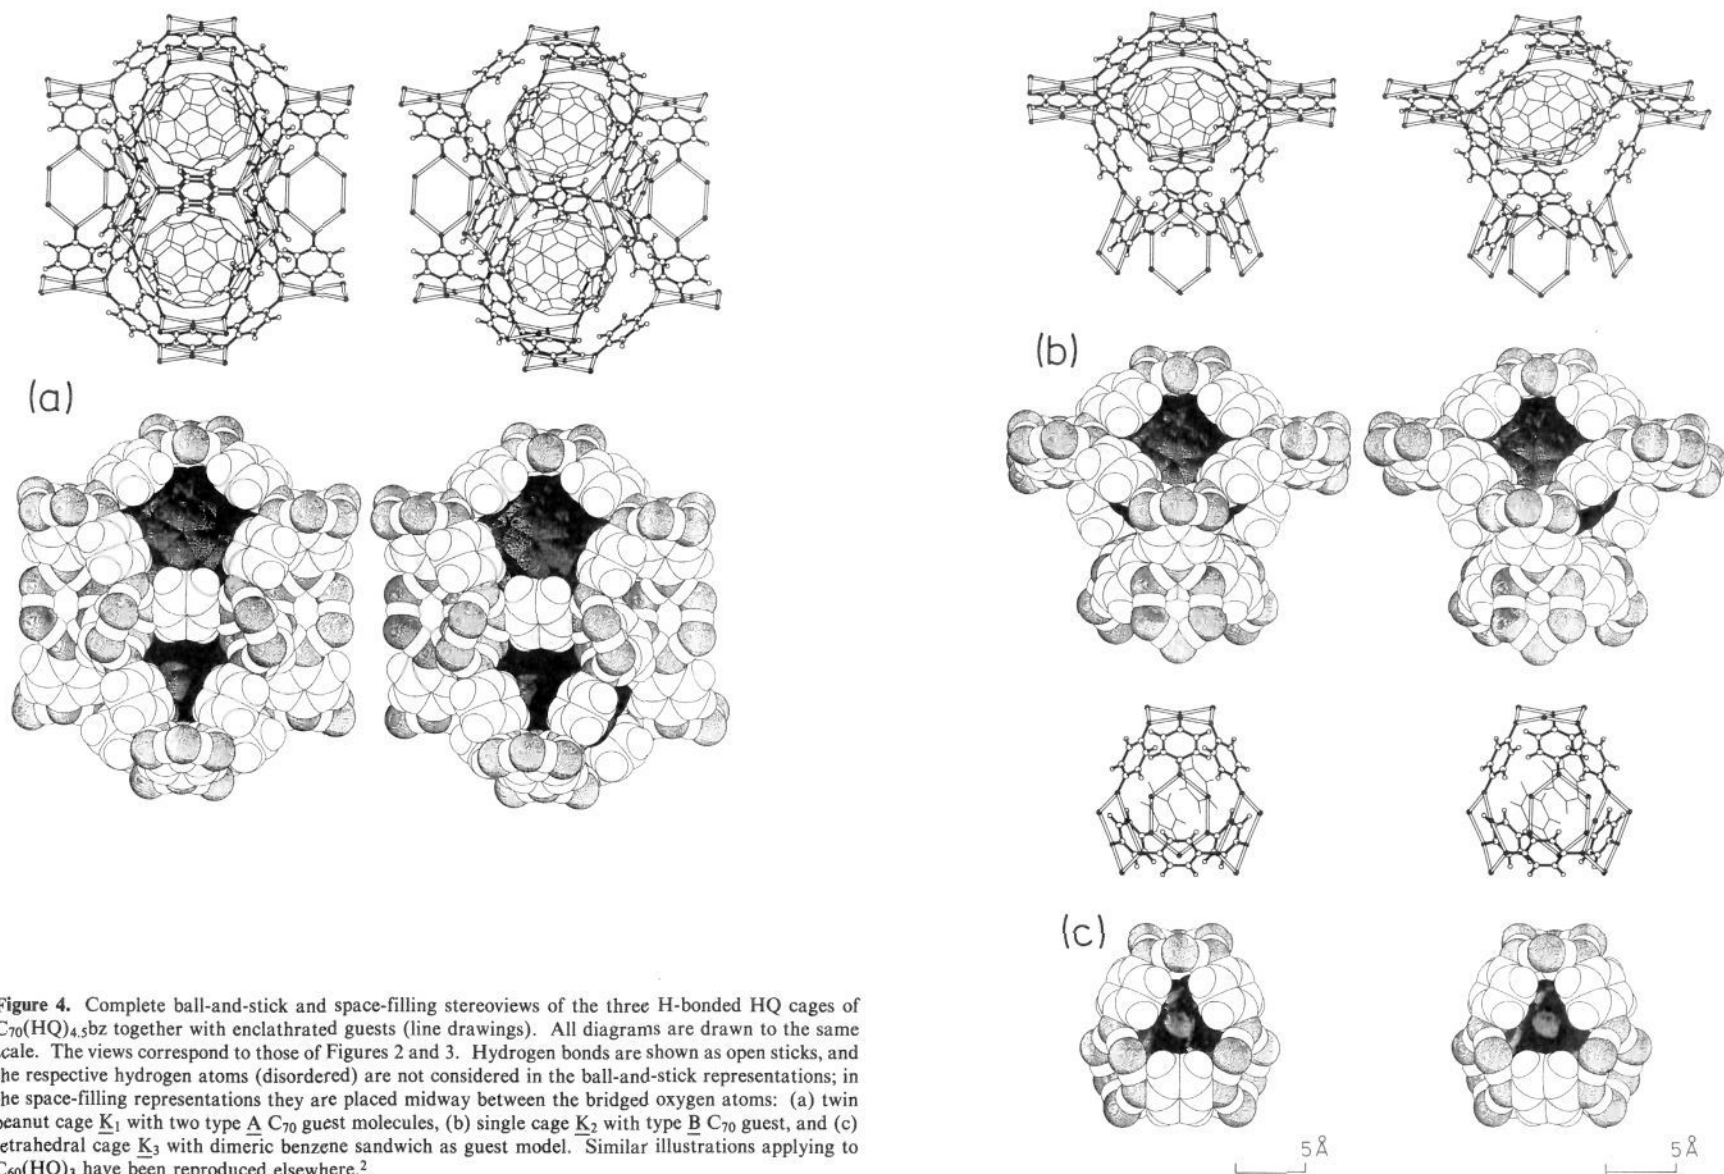 (a)
(b)
(c)
5 Å
5 Å
Figure 4. Complete ball-and-stick and space-filling stereoviews of the three H-bonded HQ cages of
C70(HQ)4.5bz together with enclathrated guests (line drawings). All diagrams are drawn to the same
scale. The views correspond to those of Figures 2 and 3. Hydrogen bonds are shown as open sticks, and
the respective hydrogen atoms (disordered) are not considered in the ball-and-stick representations; in
the space-filling representations they are placed midway between the bridged oxygen atoms: (a) twin
peanut cage K1 with two type A C70 guest molecules, (b) single cage K2 with type B C70 guest, and (c)
tetrahedral cage K3 with dimeric benzene sandwich as guest model. Similar illustrations applying to
C60(HQ)3 have been reproduced elsewhere.2